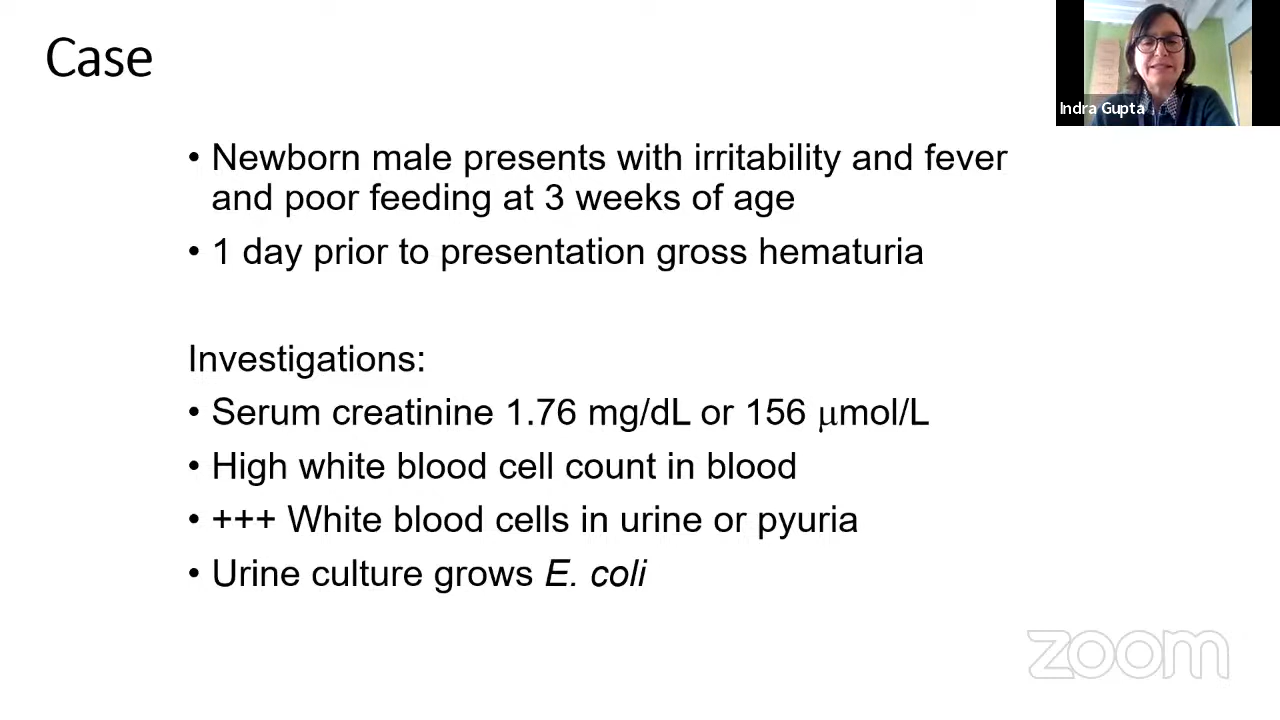 Case
Indra Gupta
• Newborn male presents with irritability and fever
and poor feeding at 3 weeks of age
• 1 day prior to presentation gross hematuria
Investigations:
• Serum creatinine 1.76 mg/dL or 156 μmol/L
• High white blood cell count in blood
• +++ White blood cells in urine or pyuria
• Urine culture grows E. coli
zoom